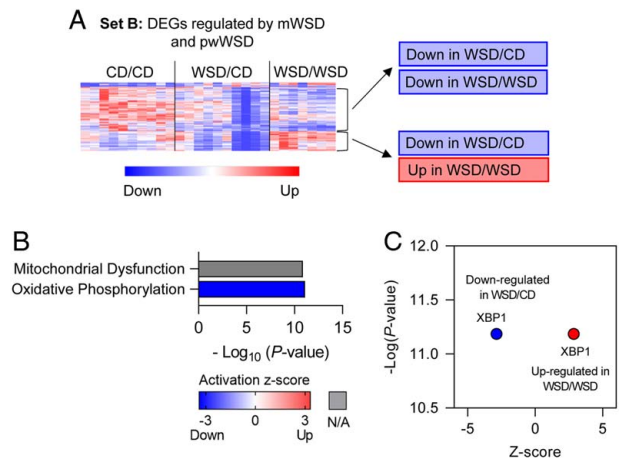 A
Set B: DEGs regulated by mWSD
and pwWSD
CD/CD WSD/CD WSD/WSD
Down Up
Down in WSD/CD
Down in WSD/WSD
Down in WSD/CD
Up in WSD/WSD
B
Mitochondrial Dysfunction
Oxidative Phosphorylation
0 5 10 15
- Log10 (P-value)
Activation z-score
-3 0 3
Down Up
N/A
C
-Log(P-value)
12.0
11.5
11.0
10.5
Down-regulated
in WSD/CD
XBP1
XBP1
Up-regulated in
WSD/WSD
-5 0 5
Z-score